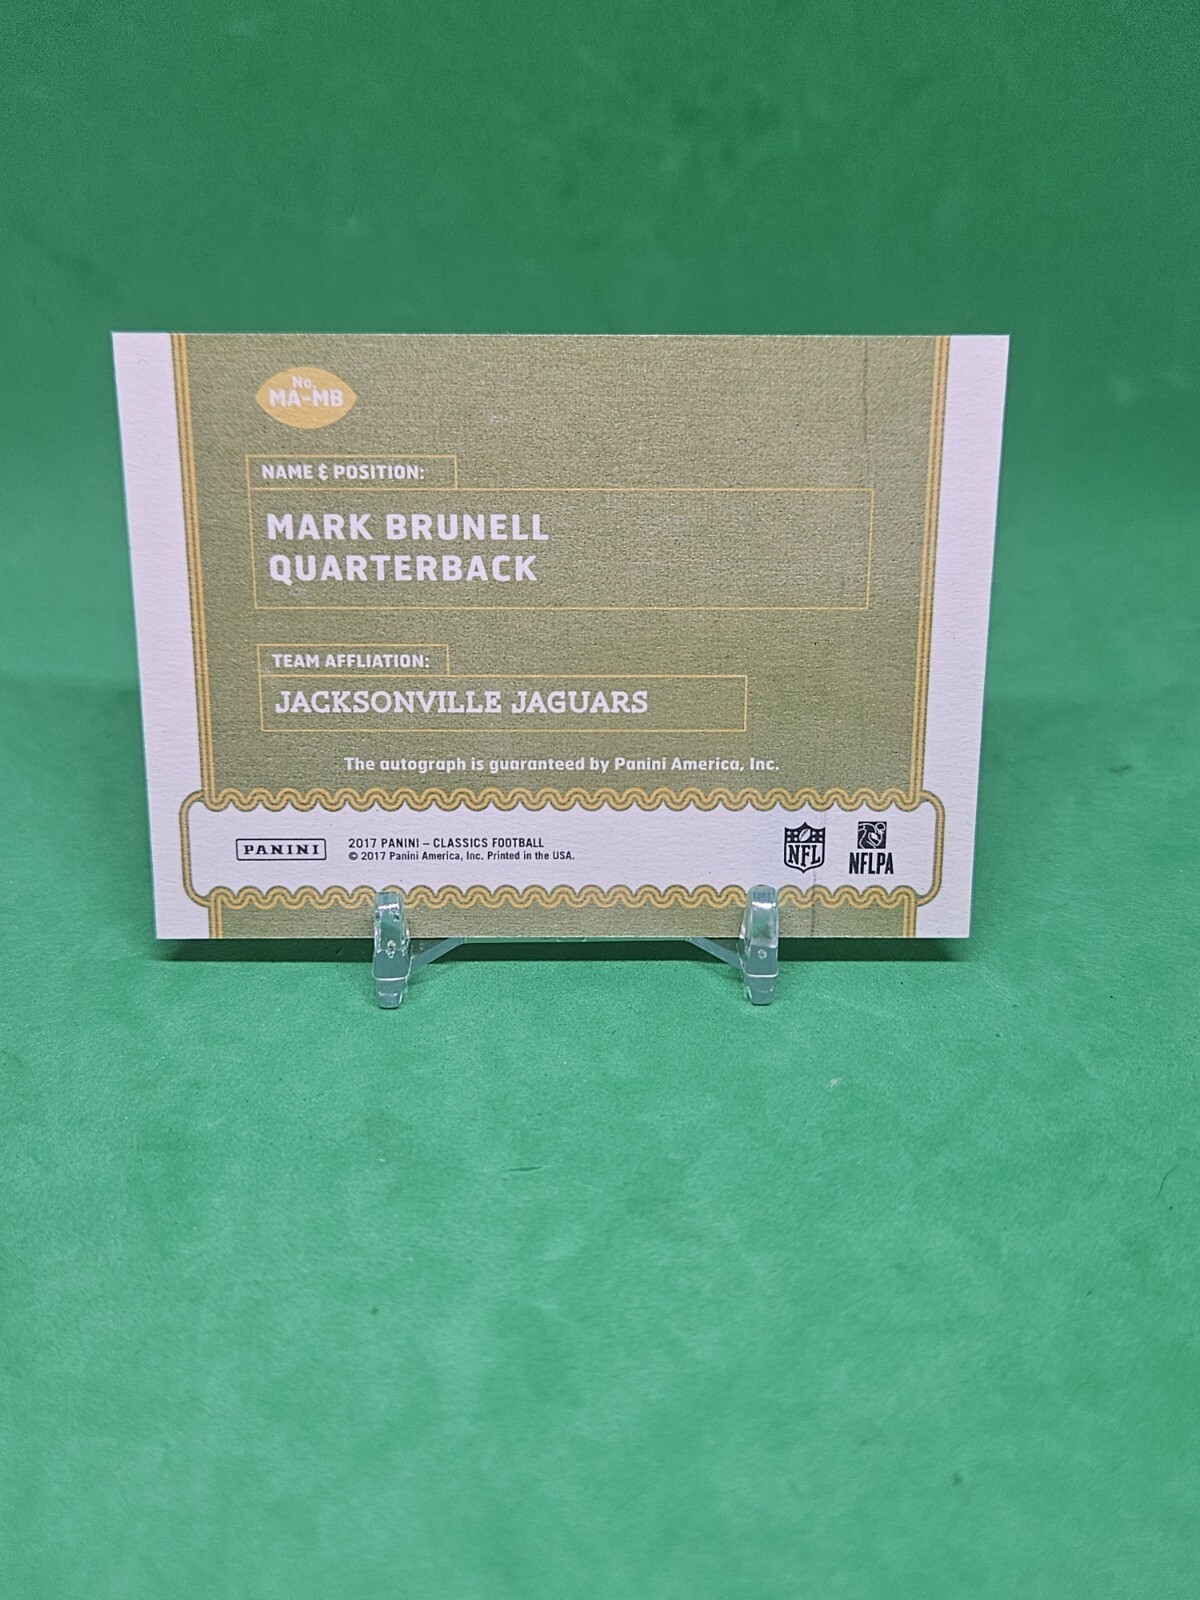 No.
MA-MB
NAME & POSITION:
MARK BRUNELL
QUARTERBACK
TEAM AFFLIATION:
JACKSONVILLE JAGUARS
The autograph is guaranteed by Panini America, Inc.
PANINI
2017 PANINI – CLASSICS FOOTBALL
© 2017 Panini America, Inc. Printed in the USA.
NFL
NFLPA